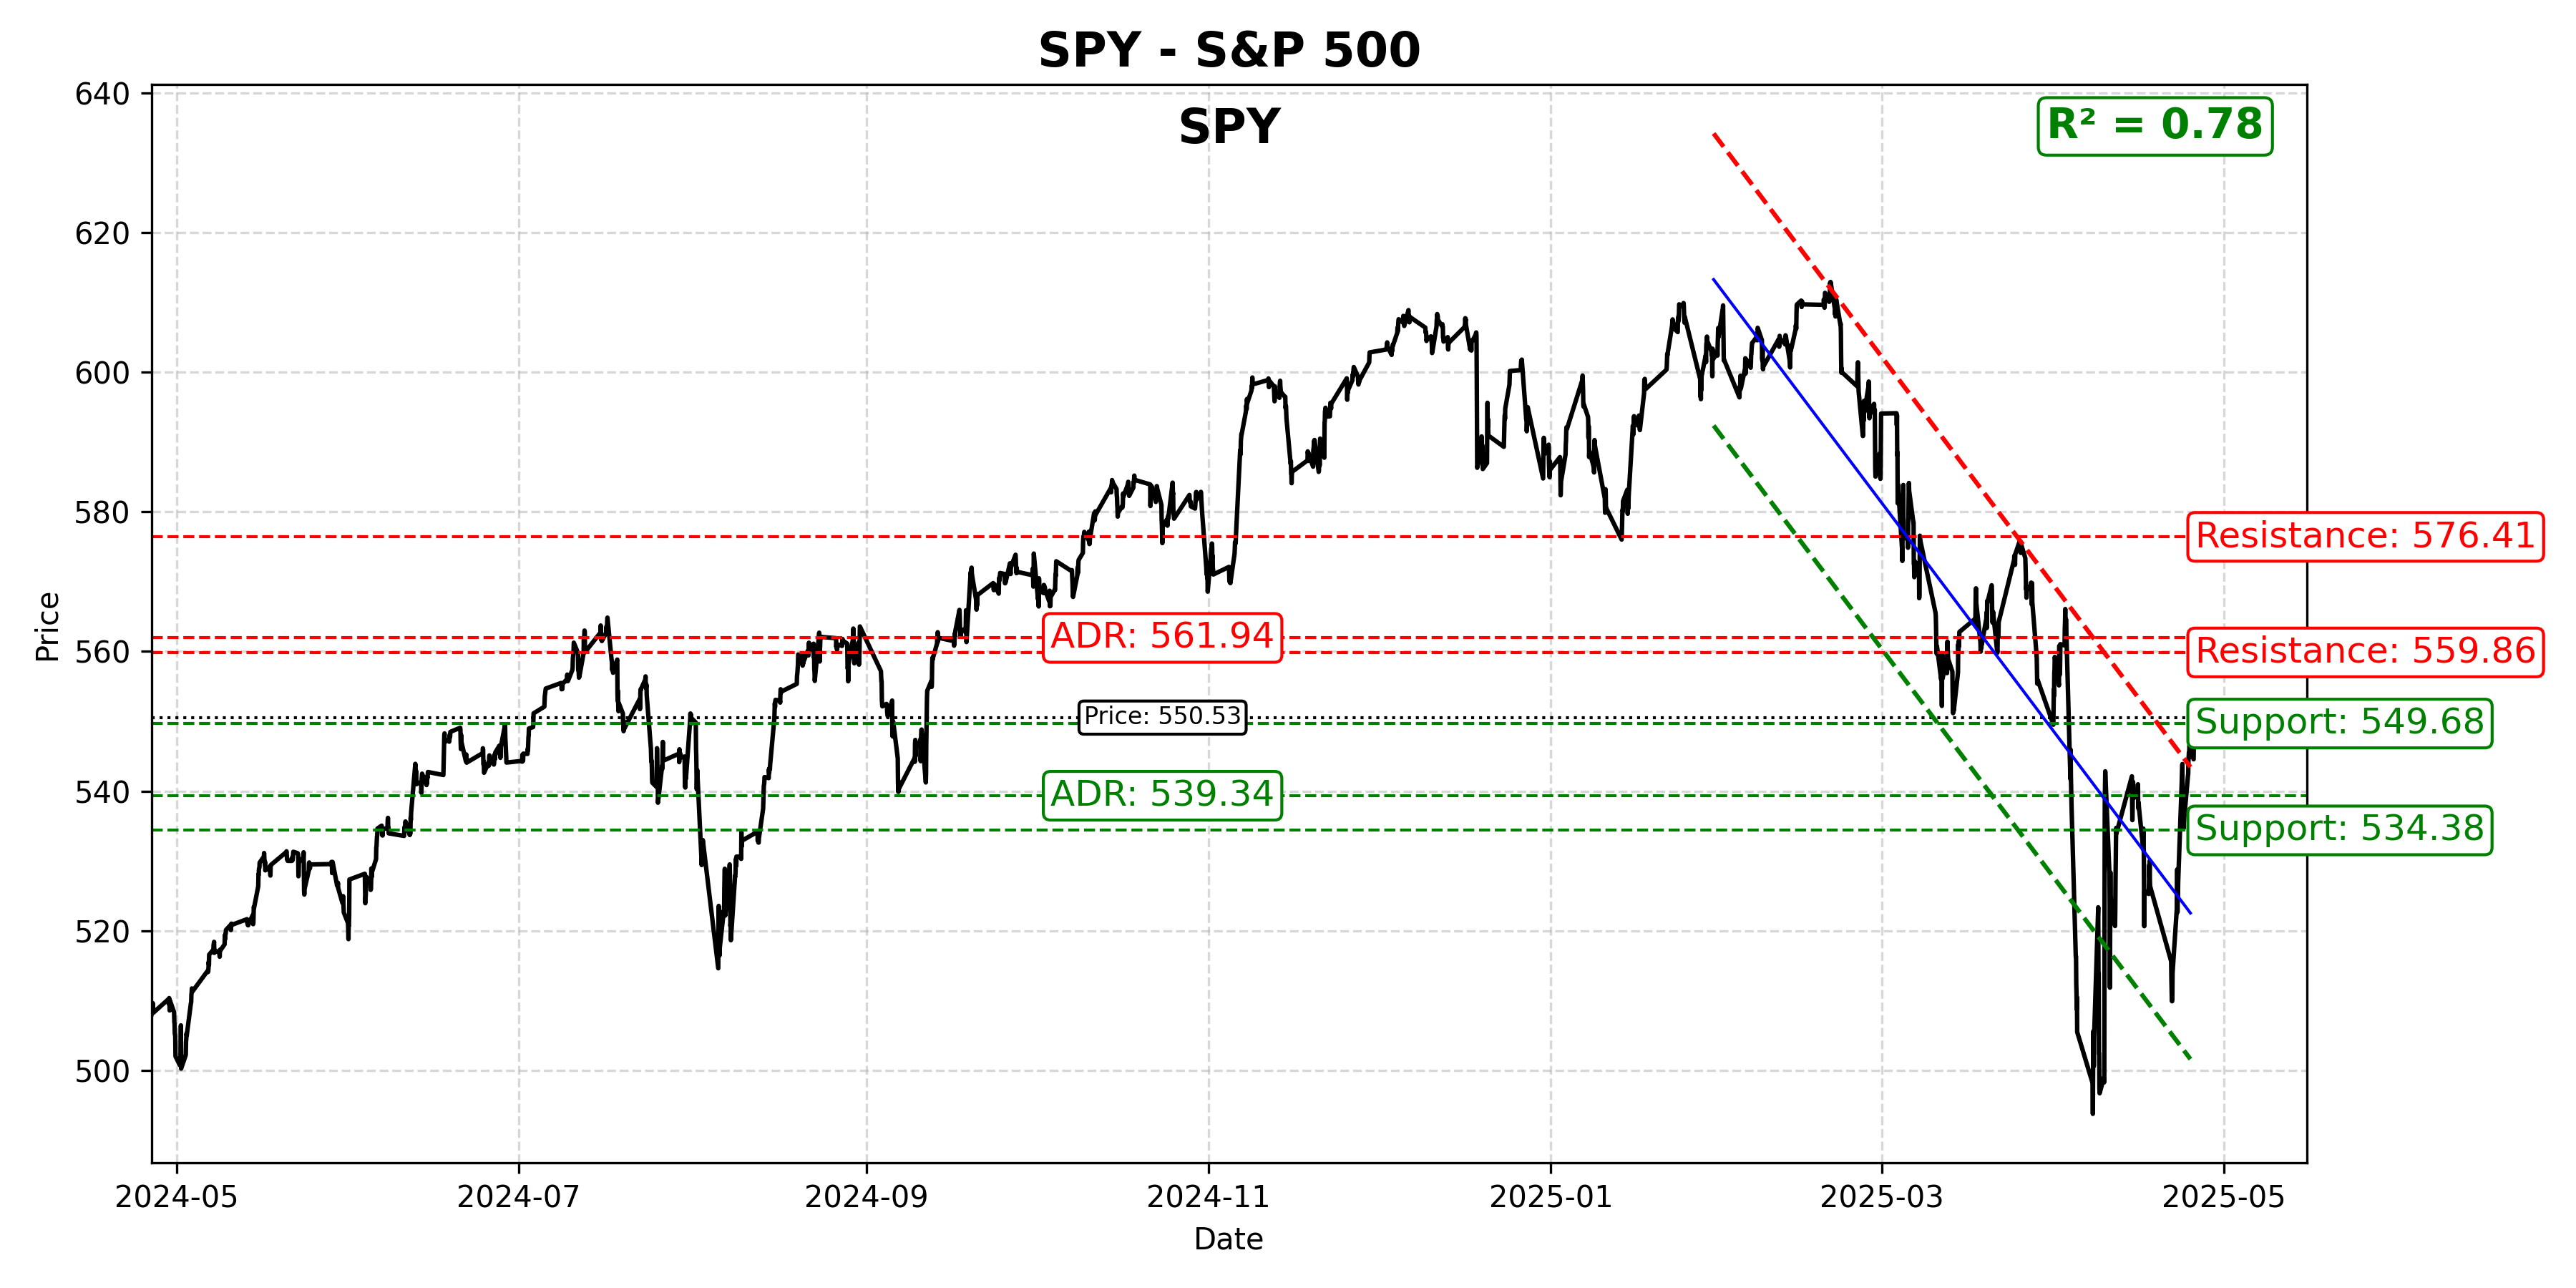 SPY - S&P 500
SPY
R² = 0.78
640
620
600
580
560
540
520
500
Price
Resistance: 576.41
ADR: 561.94
Resistance: 559.86
Price: 550.53
Support: 549.68
ADR: 539.34
Support: 534.38
2024-05
2024-07
2024-09
2024-11
2025-01
2025-03
2025-05
Date